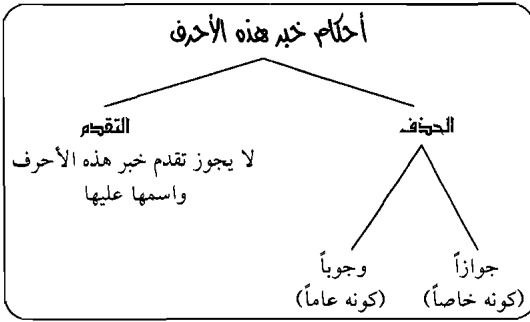 أحكام خبر هذه الأحرف
الحذف
التقدم
لا يجوز تقدم خبر هذه الأحرف
واسمها عليها
جوازاً
(كونه خاصاً)
وجوباً
(كونه عاماً)